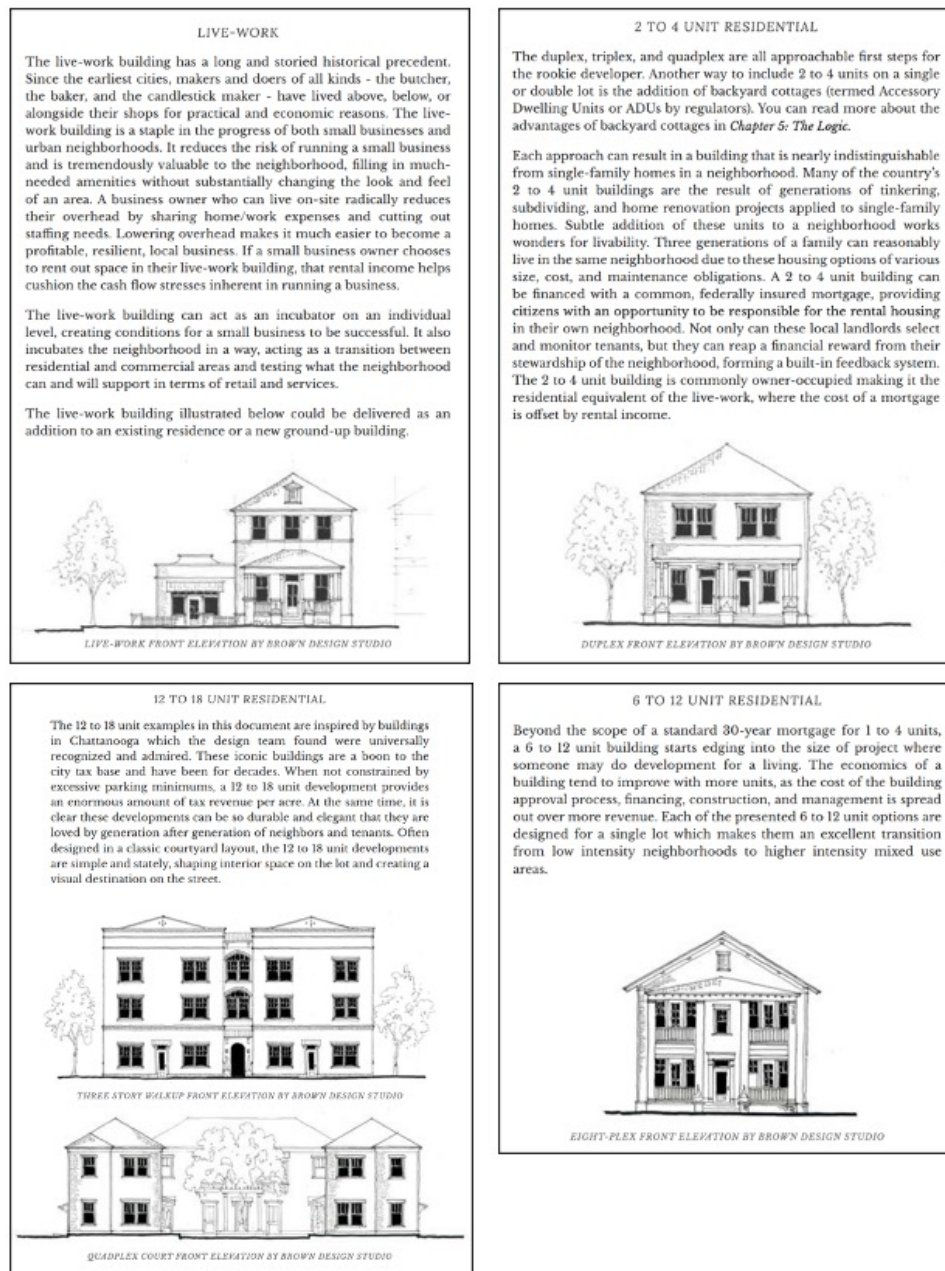 LIVE-WORK
The live-work building has a long and storied historical precedent.
Since the earliest cities, makers and doers of all kinds - the butcher,
the baker, and the candlestick maker - have lived above, below, or
alongside their shops for practical and economic reasons. The live-
work building is a staple in the progress of both small businesses and
urban neighborhoods. It reduces the risk of running a small business
and is tremendously valuable to the neighborhood, filling in much-
needed amenities without substantially changing the look and feel
of an area. A business owner who can live on-site radically reduces
their overhead by sharing home/work expenses and cutting out
staffing needs. Lowering overhead makes it much easier to become a
profitable, resilient, local business. If a small business owner chooses
to rent out space in their live-work building, that rental income helps
cushion the cash flow stresses inherent in running a business.
The live-work building can act as an incubator on an individual
level, creating conditions for a small business to be successful. It also
incubates the neighborhood in a way, acting as a transition between
residential and commercial areas and testing what the neighborhood
can and will support in terms of retail and services.
The live-work building illustrated below could be delivered as an
addition to an existing residence or a new ground-up building.
LIVE-WORK FRONT ELEVATION BY BROWN DESIGN STUDIO
2 TO 4 UNIT RESIDENTIAL
The duplex, triplex, and quadplex are all approachable first steps for
the rookie developer. Another way to include 2 to 4 units on a single
or double lot is the addition of backyard cottages (termed Accessory
Dwelling Units or ADUs by regulators). You can read more about the
advantages of backyard cottages in Chapter 5: The Logic.
Each approach can result in a building that is nearly indistinguishable
from single-family homes in a neighborhood. Many of the country's
2 to 4 unit buildings are the result of generations of tinkering,
subdividing, and home renovation projects applied to single-family
homes. Subtle addition of these units to a neighborhood works
wonders for livability. Three generations of a family can reasonably
live in the same neighborhood due to these housing options of various
size, cost, and maintenance obligations. A 2 to 4 unit building can
be financed with a common, federally insured mortgage, providing
citizens with an opportunity to be responsible for the rental housing
in their own neighborhood. Not only can these local landlords select
and monitor tenants, but they can reap a financial reward from their
stewardship of the neighborhood, forming a built-in feedback system.
The 2 to 4 unit building is commonly owner-occupied making it the
residential equivalent of the live-work, where the cost of a mortgage
is offset by rental income.
DUPLEX FRONT ELEVATION BY BROWN DESIGN STUDIO
12 TO 18 UNIT RESIDENTIAL
The 12 to 18 unit examples in this document are inspired by buildings
in Chattanooga which the design team found were universally
recognized and admired. These iconic buildings are a boon to the
city tax base and have been for decades. When not constrained by
excessive parking minimums, a 12 to 18 unit development provides
an enormous amount of tax revenue per acre. At the same time, it is
clear these developments can be so durable and elegant that they are
loved by generation after generation of neighbors and tenants. Often
designed in a classic courtyard layout, the 12 to 18 unit developments
are simple and stately, shaping interior space on the lot and creating a
visual destination on the street.
THREE STORY WALKUP FRONT ELEVATION BY BROWN DESIGN STUDIO
QUADPLEX COURT FRONT ELEVATION BY BROWN DESIGN STUDIO
6 TO 12 UNIT RESIDENTIAL
Beyond the scope of a standard 30-year mortgage for 1 to 4 units,
a 6 to 12 unit building starts edging into the size of project where
someone may do development for a living. The economics of a
building tend to improve with more units, as the cost of the building
approval process, financing, construction, and management is spread
out over more revenue. Each of the presented 6 to 12 unit options are
designed for a single lot which makes them an excellent transition
from low intensity neighborhoods to higher intensity mixed use
areas.
EIGHT-PLEX FRONT ELEVATION BY BROWN DESIGN STUDIO